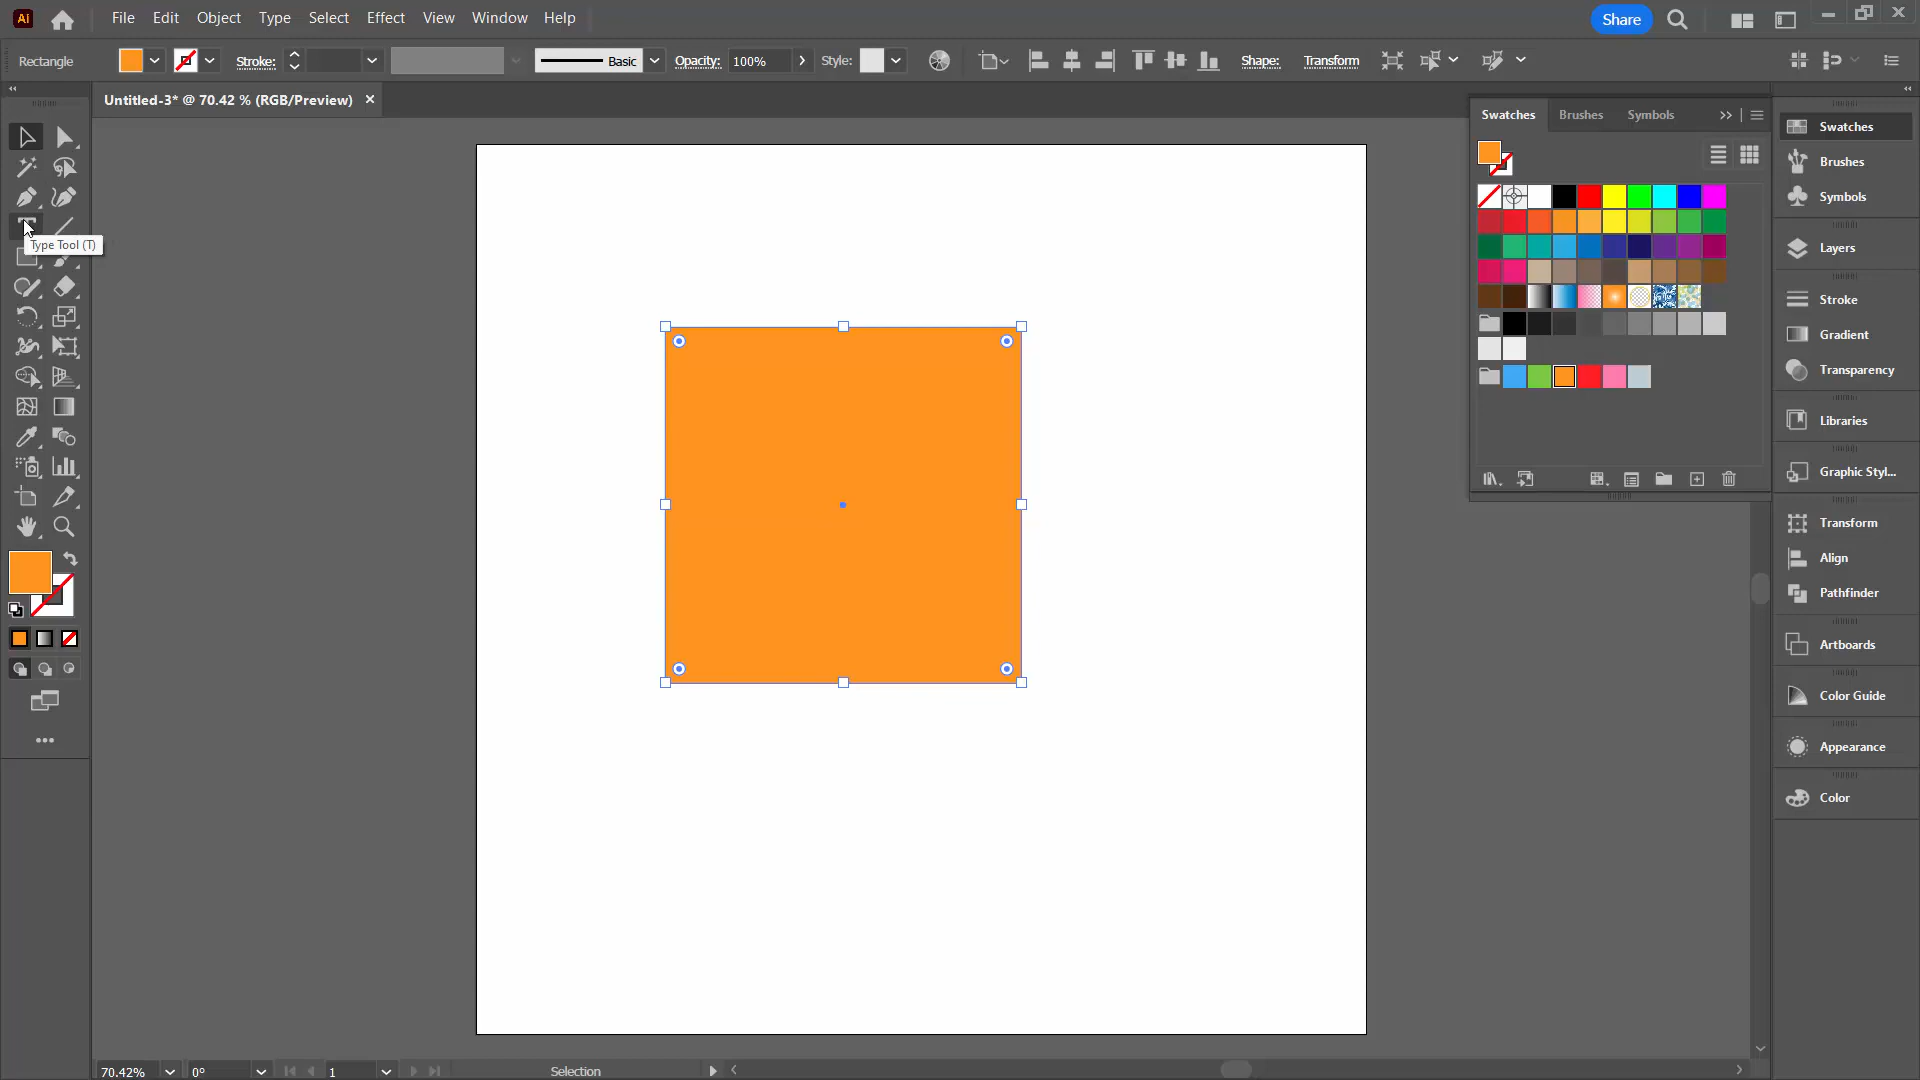 Ai File Edit Object Type Select Effect View Window Help Share
Rectangle Stroke: Basic Opacity: 100% Style: Shape: Transform
Untitled-3* @ 70.42 % (RGB/Preview) ×
Type Tool (T)
Swatches Brushes Symbols
Swatches
Brushes
Symbols
Layers
Stroke
Gradient
Transparency
Libraries
Graphic Styl...
Transform
Align
Pathfinder
Artboards
Color Guide
Appearance
Color
70.42% 0° 1 Selection